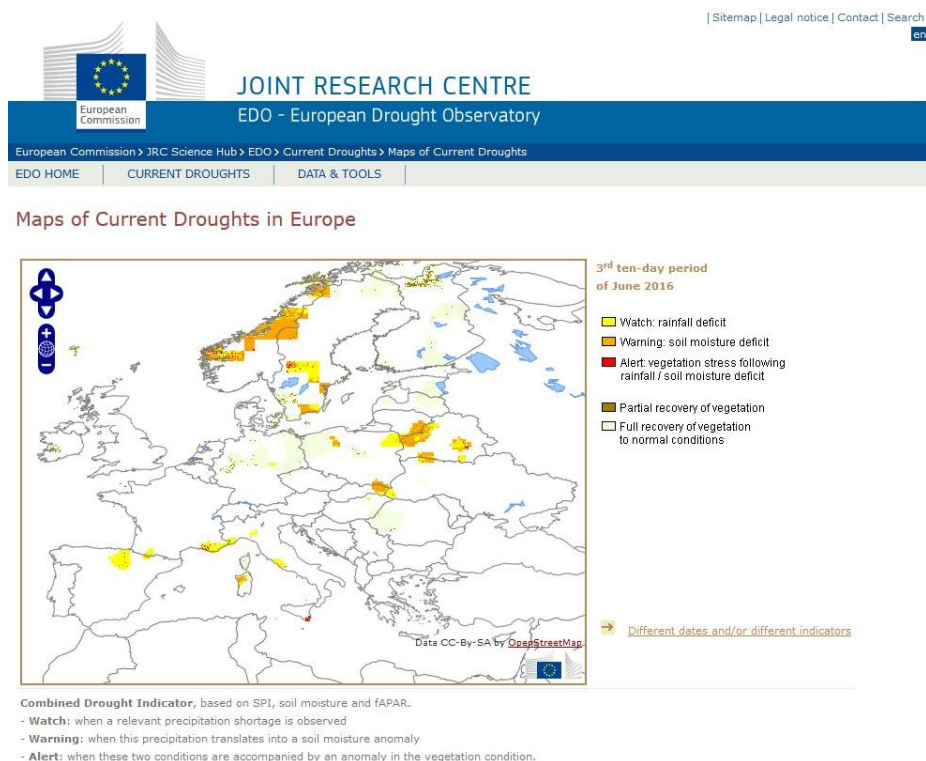 | Sitemap | Legal notice | Contact | Search
en
European
Commission
JOINT RESEARCH CENTRE
EDO - European Drought Observatory
European Commission > JRC Science Hub > EDO > Current Droughts > Maps of Current Droughts
EDO HOME
CURRENT DROUGHTS
DATA & TOOLS
Maps of Current Droughts in Europe
3rd ten-day period
of June 2016
Watch: rainfall deficit
Warning: soil moisture deficit
Alert: vegetation stress following
rainfall / soil moisture deficit
Partial recovery of vegetation
Full recovery of vegetation
to normal conditions
Different dates and/or different indicators
Data CC-By-SA by OpenStreetMap
Combined Drought Indicator, based on SPI, soil moisture and fAPAR.
- Watch: when a relevant precipitation shortage is observed
- Warning: when this precipitation translates into a soil moisture anomaly
- Alert: when these two conditions are accompanied by an anomaly in the vegetation condition.